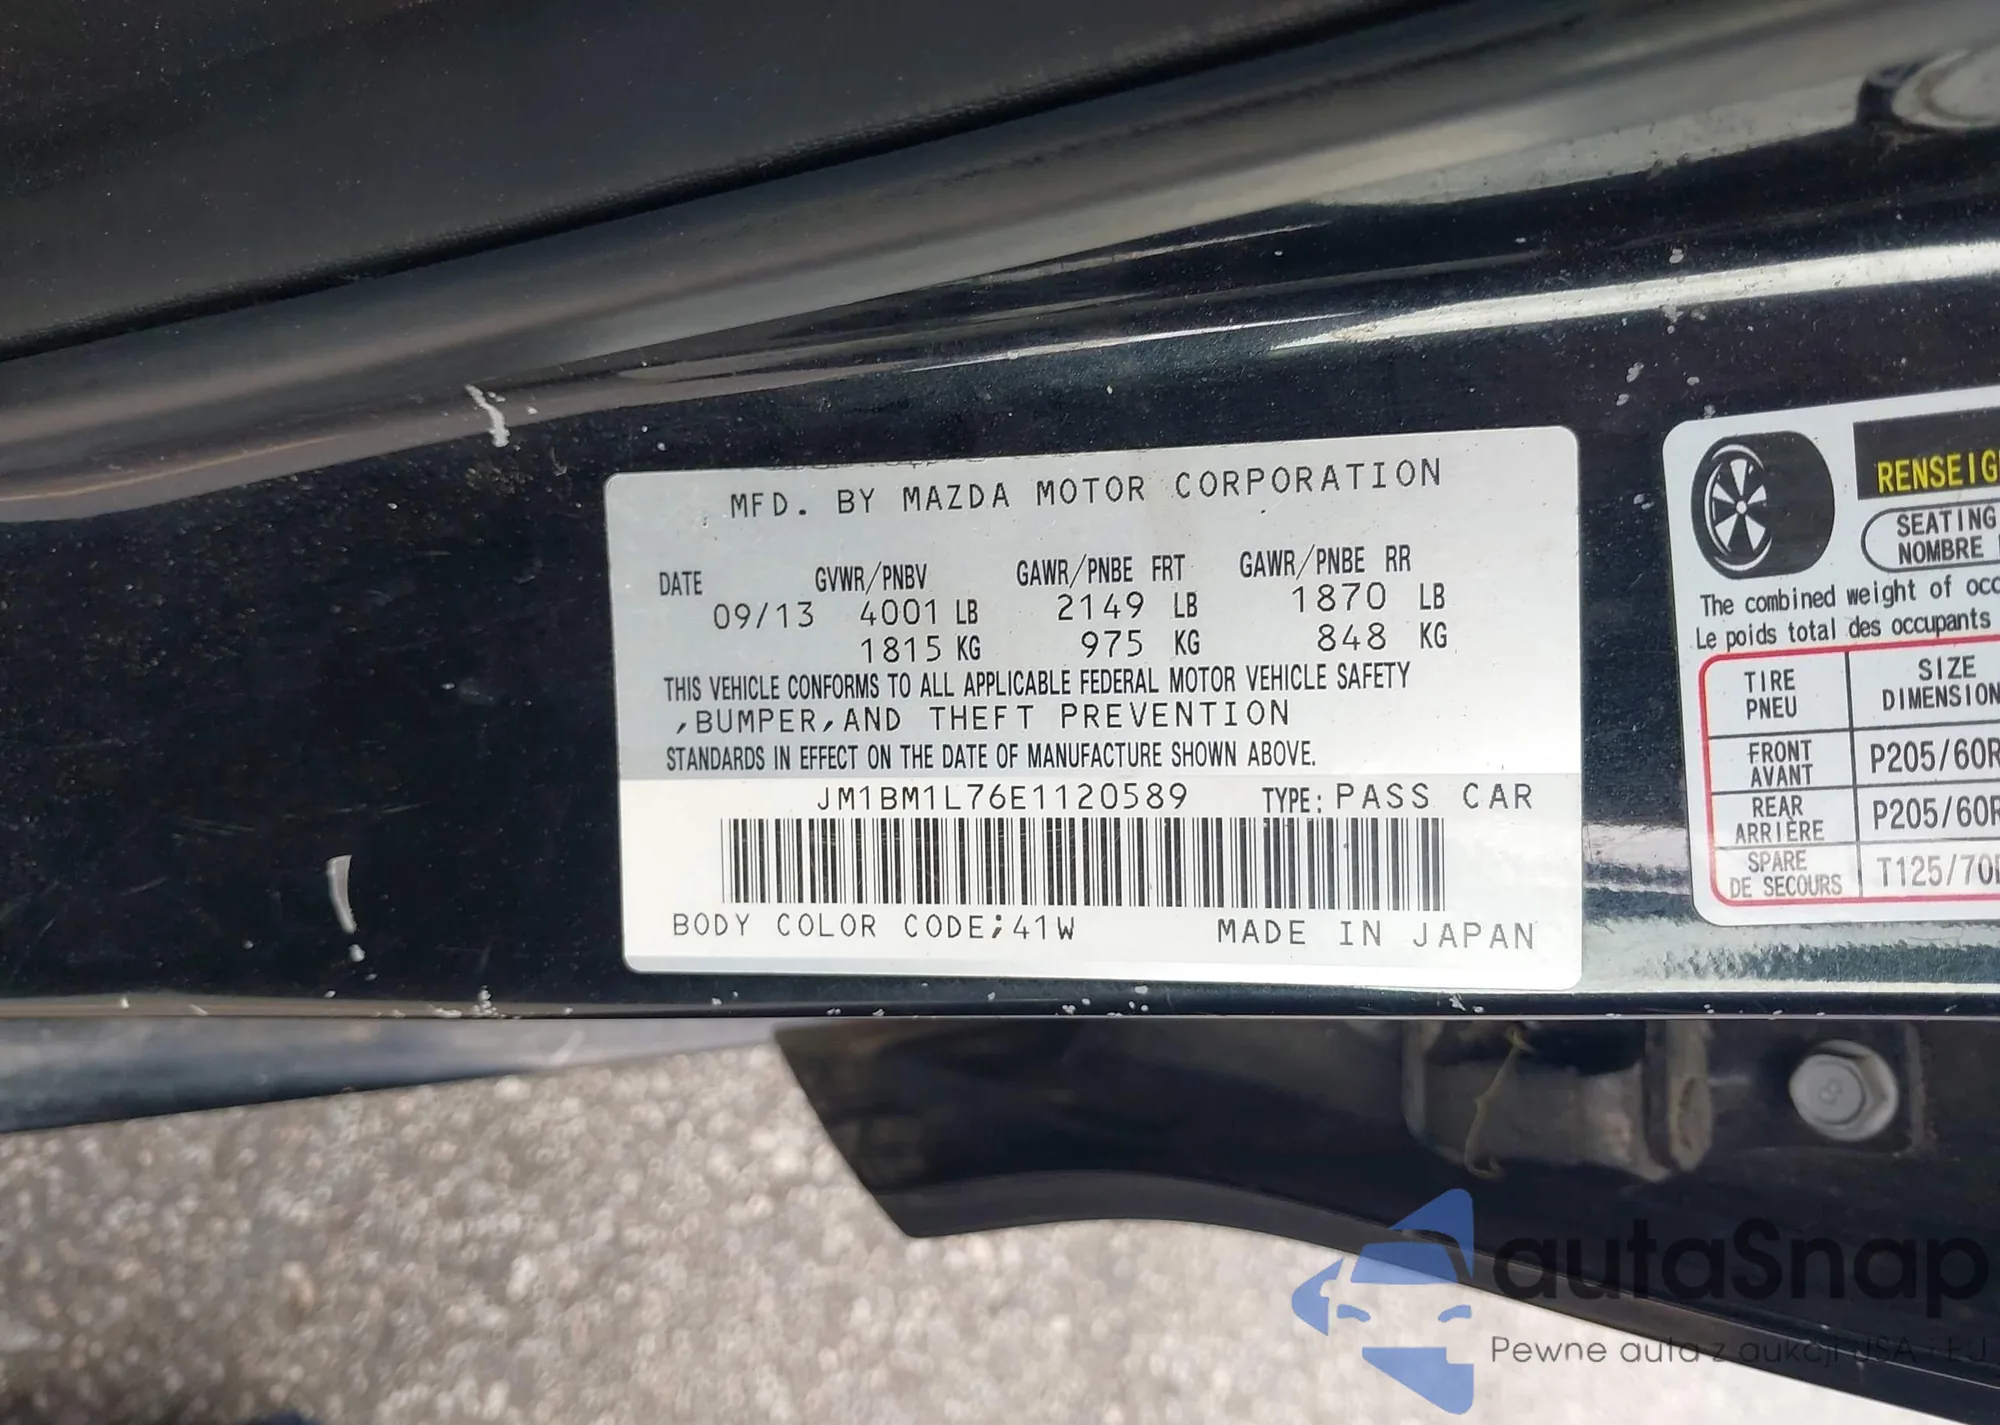 MFD. BY MAZDA MOTOR CORPORATION
DATE GVWR/PNBV GAWR/PNBE FRT GAWR/PNBE RR
09/13 4001 LB 2149 LB 1870 LB
1815 KG 975 KG 848 KG
THIS VEHICLE CONFORMS TO ALL APPLICABLE FEDERAL MOTOR VEHICLE SAFETY
,BUMPER,AND THEFT PREVENTION
STANDARDS IN EFFECT ON THE DATE OF MANUFACTURE SHOWN ABOVE.
JM1BM1L76E1120589 TYPE: PASS CAR
BODY COLOR CODE;41W MADE IN JAPAN
RENSEIG
SEATING
NOMBRE
The combined weight of occ
Le poids total des occupants
TIRE SIZE
PNEU DIMENSION
FRONT
AVANT P205/60R
REAR
ARRIÈRE P205/60R
SPARE
DE SECOURS T125/70
autaSnap
Pewne auta z aukcji USA i EU